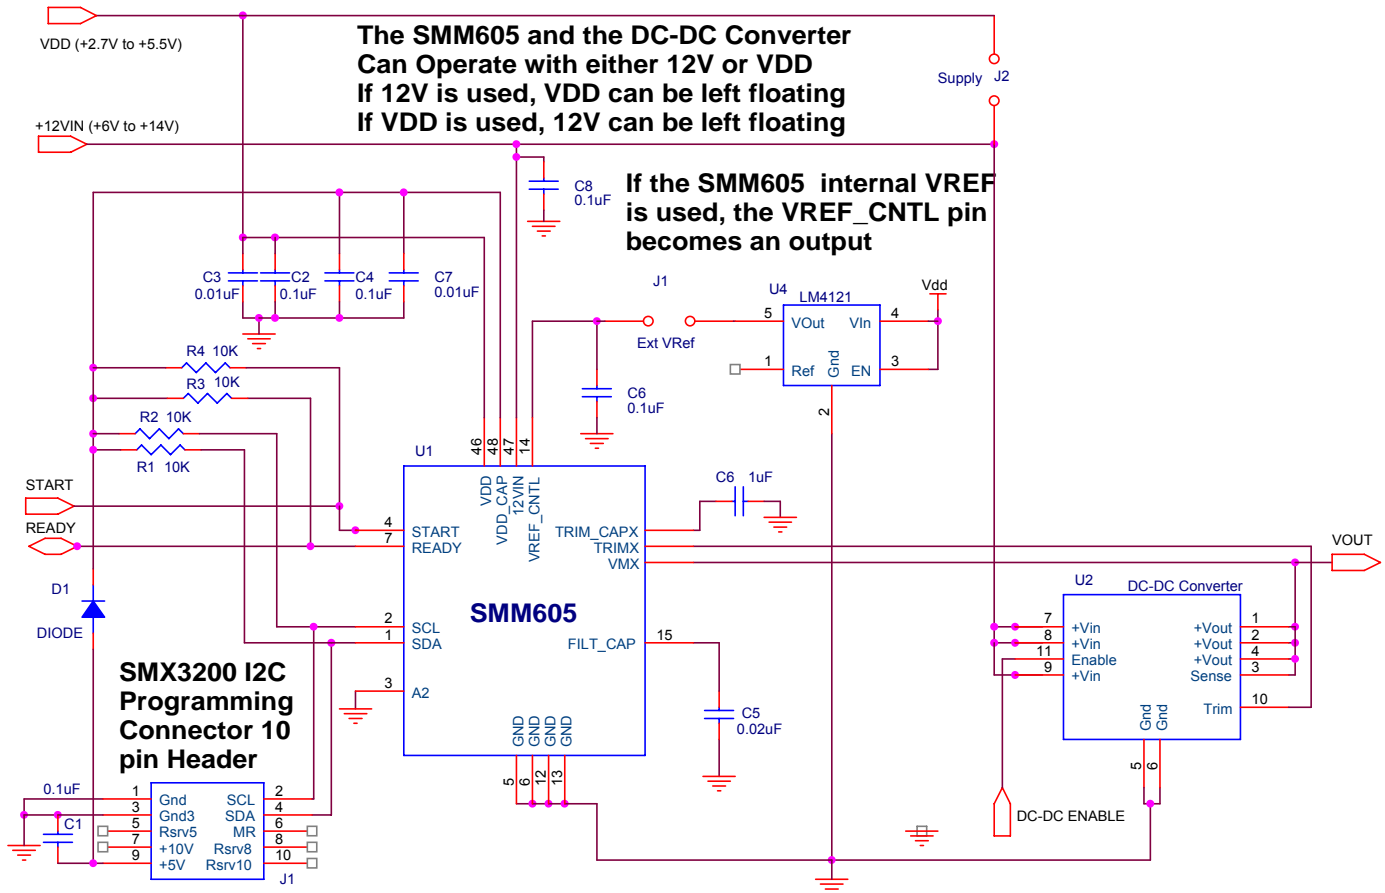 VDD (+2.7V to +5.5V)
The SMM605 and the DC-DC Converter
Can Operate with either 12V or VDD
If 12V is used, VDD can be left floating
If VDD is used, 12V can be left floating
Supply J2
+12VIN (+6V to +14V)
C8
0.1uF
If the SMM605 internal VREF
is used, the VREF_CNTL pin
becomes an output
C3
0.01uF
C2
0.1uF
C4
0.1uF
C7
0.01uF
J1
Ext VRef
U4
LM4121
Vdd
5 VOut VIn 4
1 Ref Gnd EN 3
2
C6
0.1uF
R4 10K
R3 10K
R2 10K
R1 10K
START
READY
D1
DIODE
U1
46 48 47 14
VDD
VDD_CAP
12VIN
VREF_CNTL
4 START
7 READY
2 SCL
1 SDA
3 A2
SMM605
TRIM_CAPX
TRIMX
VMX
FILT_CAP 15
GND GND GND GND
5 6 12 13
C6 1uF
C5
0.02uF
VOUT
U2
DC-DC Converter
7 +Vin +Vout 1
8 +Vin +Vout 2
11 Enable +Vout 4
9 +Vin Sense 3
Trim 10
Gnd Gnd
5 6
DC-DC ENABLE
SMX3200 I2C
Programming
Connector 10
pin Header
0.1uF
C1
1 Gnd SCL 2
3 Gnd3 SDA 4
5 Rsrv5 MR 6
7 +10V Rsrv8 8
9 +5V Rsrv10 10
J1